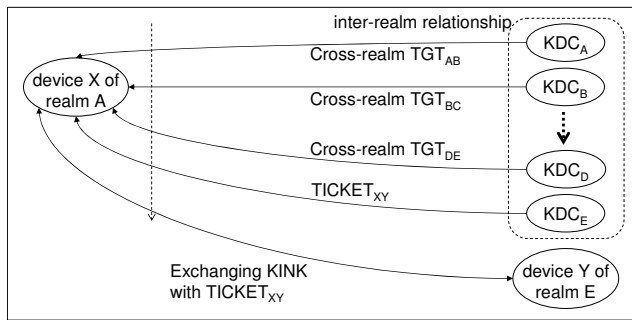 inter-realm relationship
KDC_A
Cross-realm TGT_AB
device X of
realm A
KDC_B
Cross-realm TGT_BC
Cross-realm TGT_DE
KDC_D
TICKET_XY
KDC_E
Exchanging KINK
with TICKET_XY
device Y of
realm E